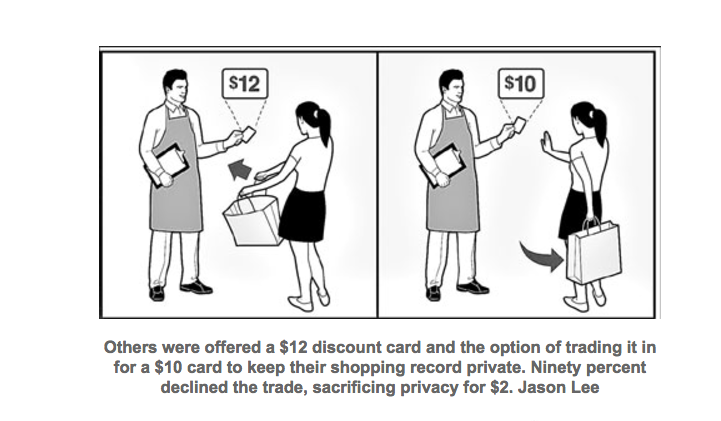 $12
$10
Others were offered a $12 discount card and the option of trading it in
for a $10 card to keep their shopping record private. Ninety percent
declined the trade, sacrificing privacy for $2. Jason Lee